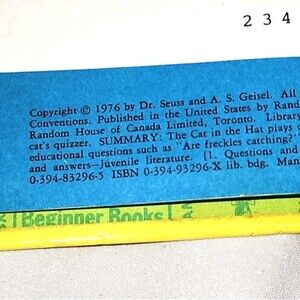 2 3 4
Copyright © 1976 by Dr. Seuss and A. S. Geisel. All
Conventions. Published in the United States by Rand
Random House of Canada Limited, Toronto. Library
cat's quizzer. SUMMARY: The Cat in the Hat plays
educational questions such as "Are freckles catching?"
and answers—Juvenile literature. [1. Questions and
0-394-83296-5 ISBN 0-394-93296-X lib. bdg. Man
Beginner Books